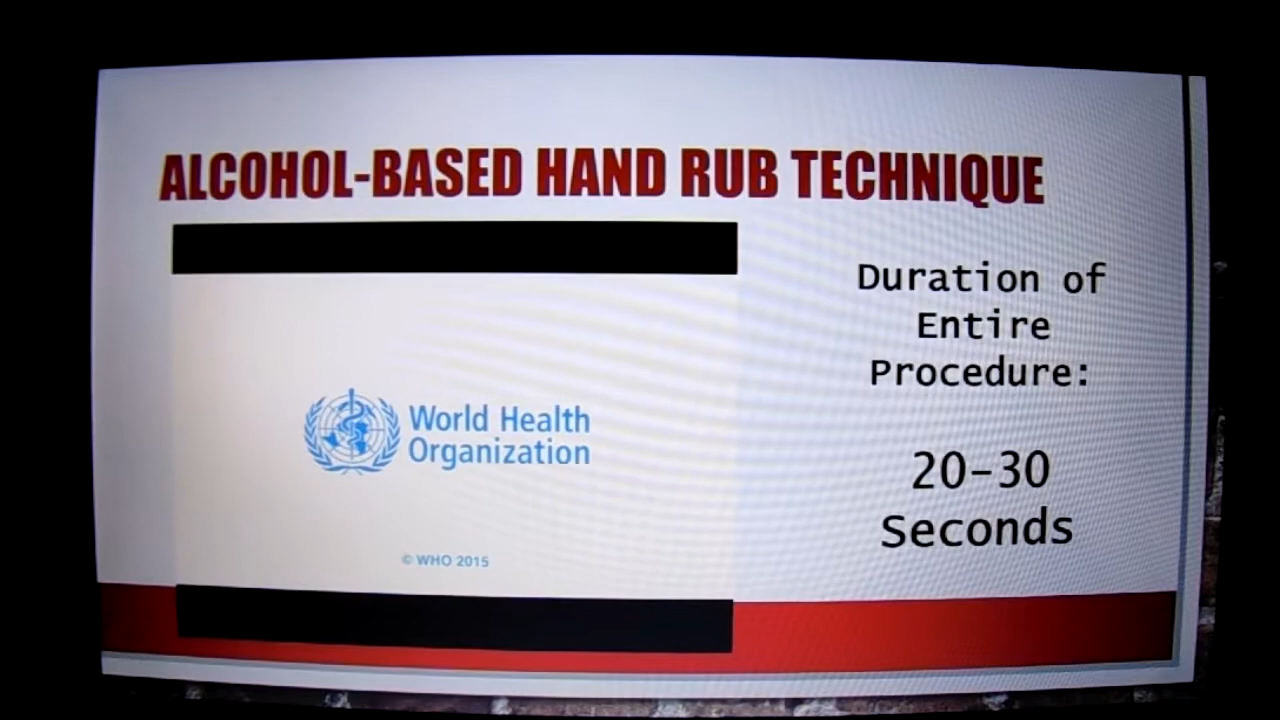 ALCOHOL-BASED HAND RUB TECHNIQUE
World Health
Organization
© WHO 2015
Duration of
Entire
Procedure:
20-30
Seconds